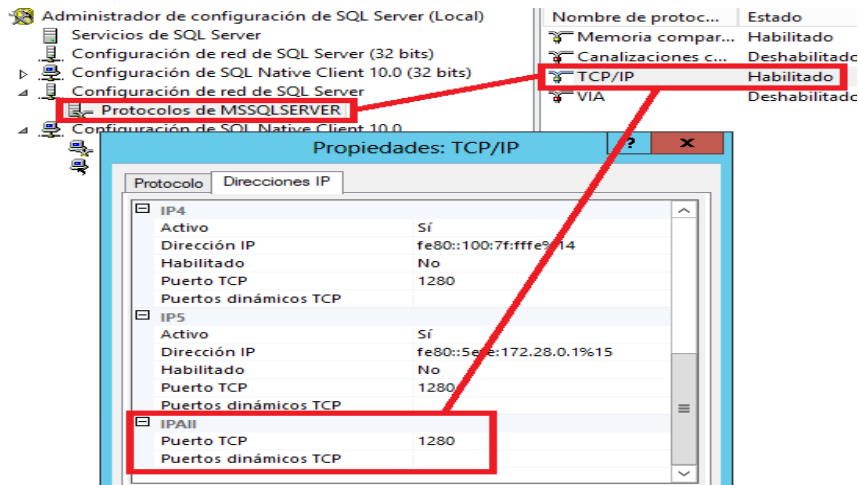 Administrador de configuración de SQL Server (Local)
Servicios de SQL Server
Configuración de red de SQL Server (32 bits)
Configuración de SQL Native Client 10.0 (32 bits)
Configuración de red de SQL Server
Protocolos de MSSQLSERVER
Configuración de SQL Native Client 10.0
Nombre de protoc... Estado
Memoria compar... Habilitado
Canalizaciones c... Deshabilitado
TCP/IP Habilitado
VIA Deshabilitado
Propiedades: TCP/IP ? x
Protocolo Direcciones IP
IP4
Activo Sí
Dirección IP fe80::100:7f:fffe%14
Habilitado No
Puerto TCP 1280
Puertos dinámicos TCP
IP5
Activo Sí
Dirección IP fe80::5efe:172.28.0.1%15
Habilitado No
Puerto TCP 1280
Puertos dinámicos TCP
IPAll
Puerto TCP 1280
Puertos dinámicos TCP